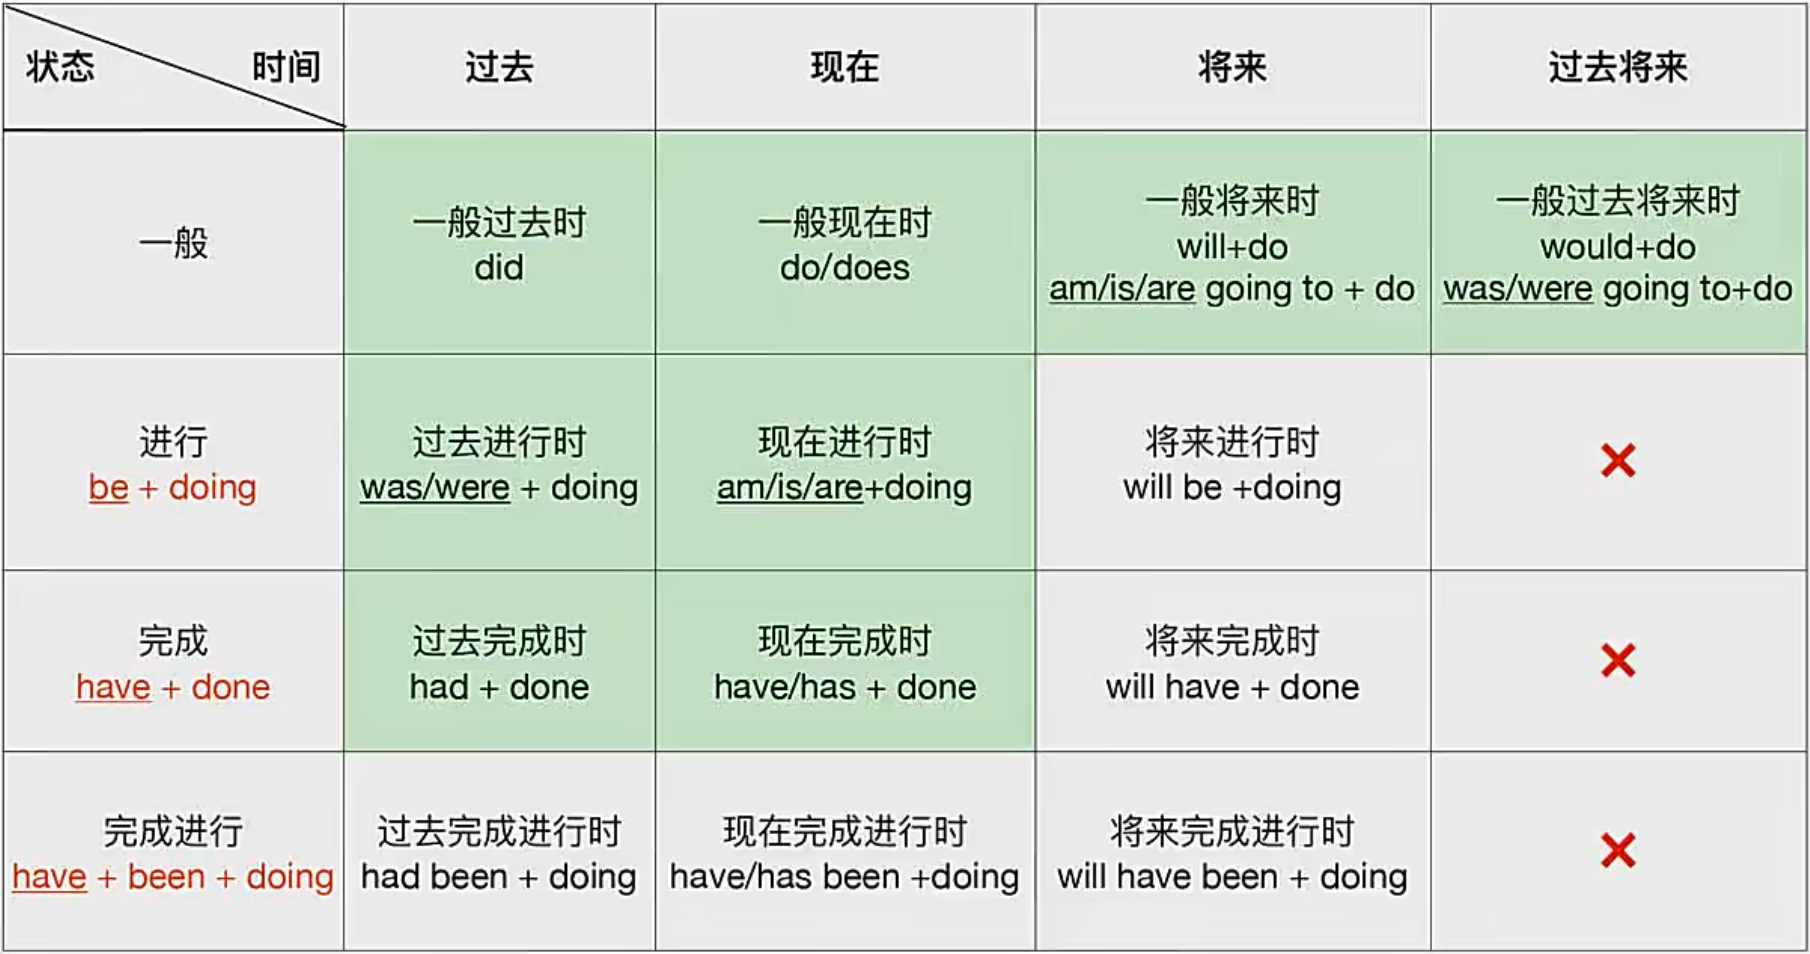 状态 时间 过去 现在 将来 过去将来
一般
一般过去时
did
一般现在时
do/does
一般将来时
will+do
am/is/are going to + do
一般过去将来时
would+do
was/were going to+do
进行
be + doing
过去进行时
was/were + doing
现在进行时
am/is/are+doing
将来进行时
will be +doing
完成
have + done
过去完成时
had + done
现在完成时
have/has + done
将来完成时
will have + done
完成进行
have + been + doing
过去完成进行时
had been + doing
现在完成进行时
have/has been +doing
将来完成进行时
will have been + doing